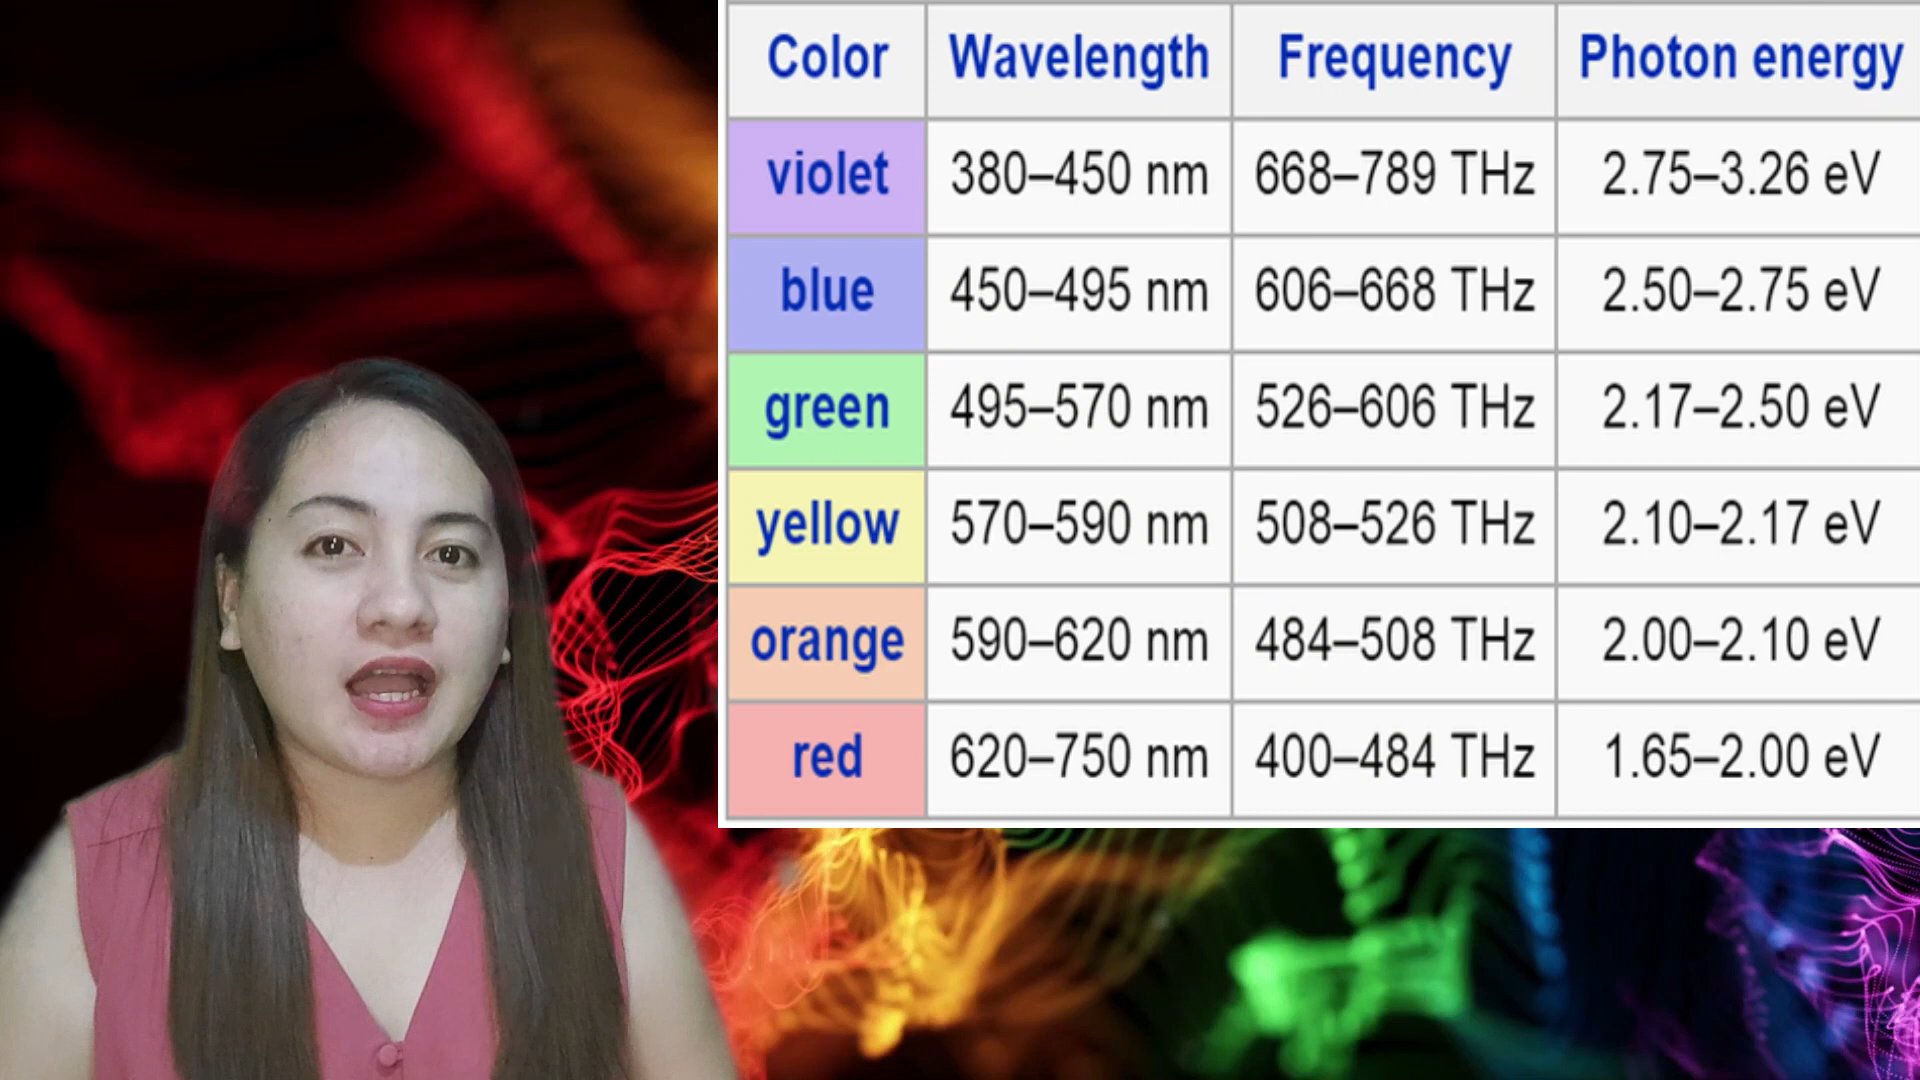 Color Wavelength Frequency Photon energy
violet 380–450 nm 668–789 THz 2.75–3.26 eV
blue 450–495 nm 606–668 THz 2.50–2.75 eV
green 495–570 nm 526–606 THz 2.17–2.50 eV
yellow 570–590 nm 508–526 THz 2.10–2.17 eV
orange 590–620 nm 484–508 THz 2.00–2.10 eV
red 620–750 nm 400–484 THz 1.65–2.00 eV